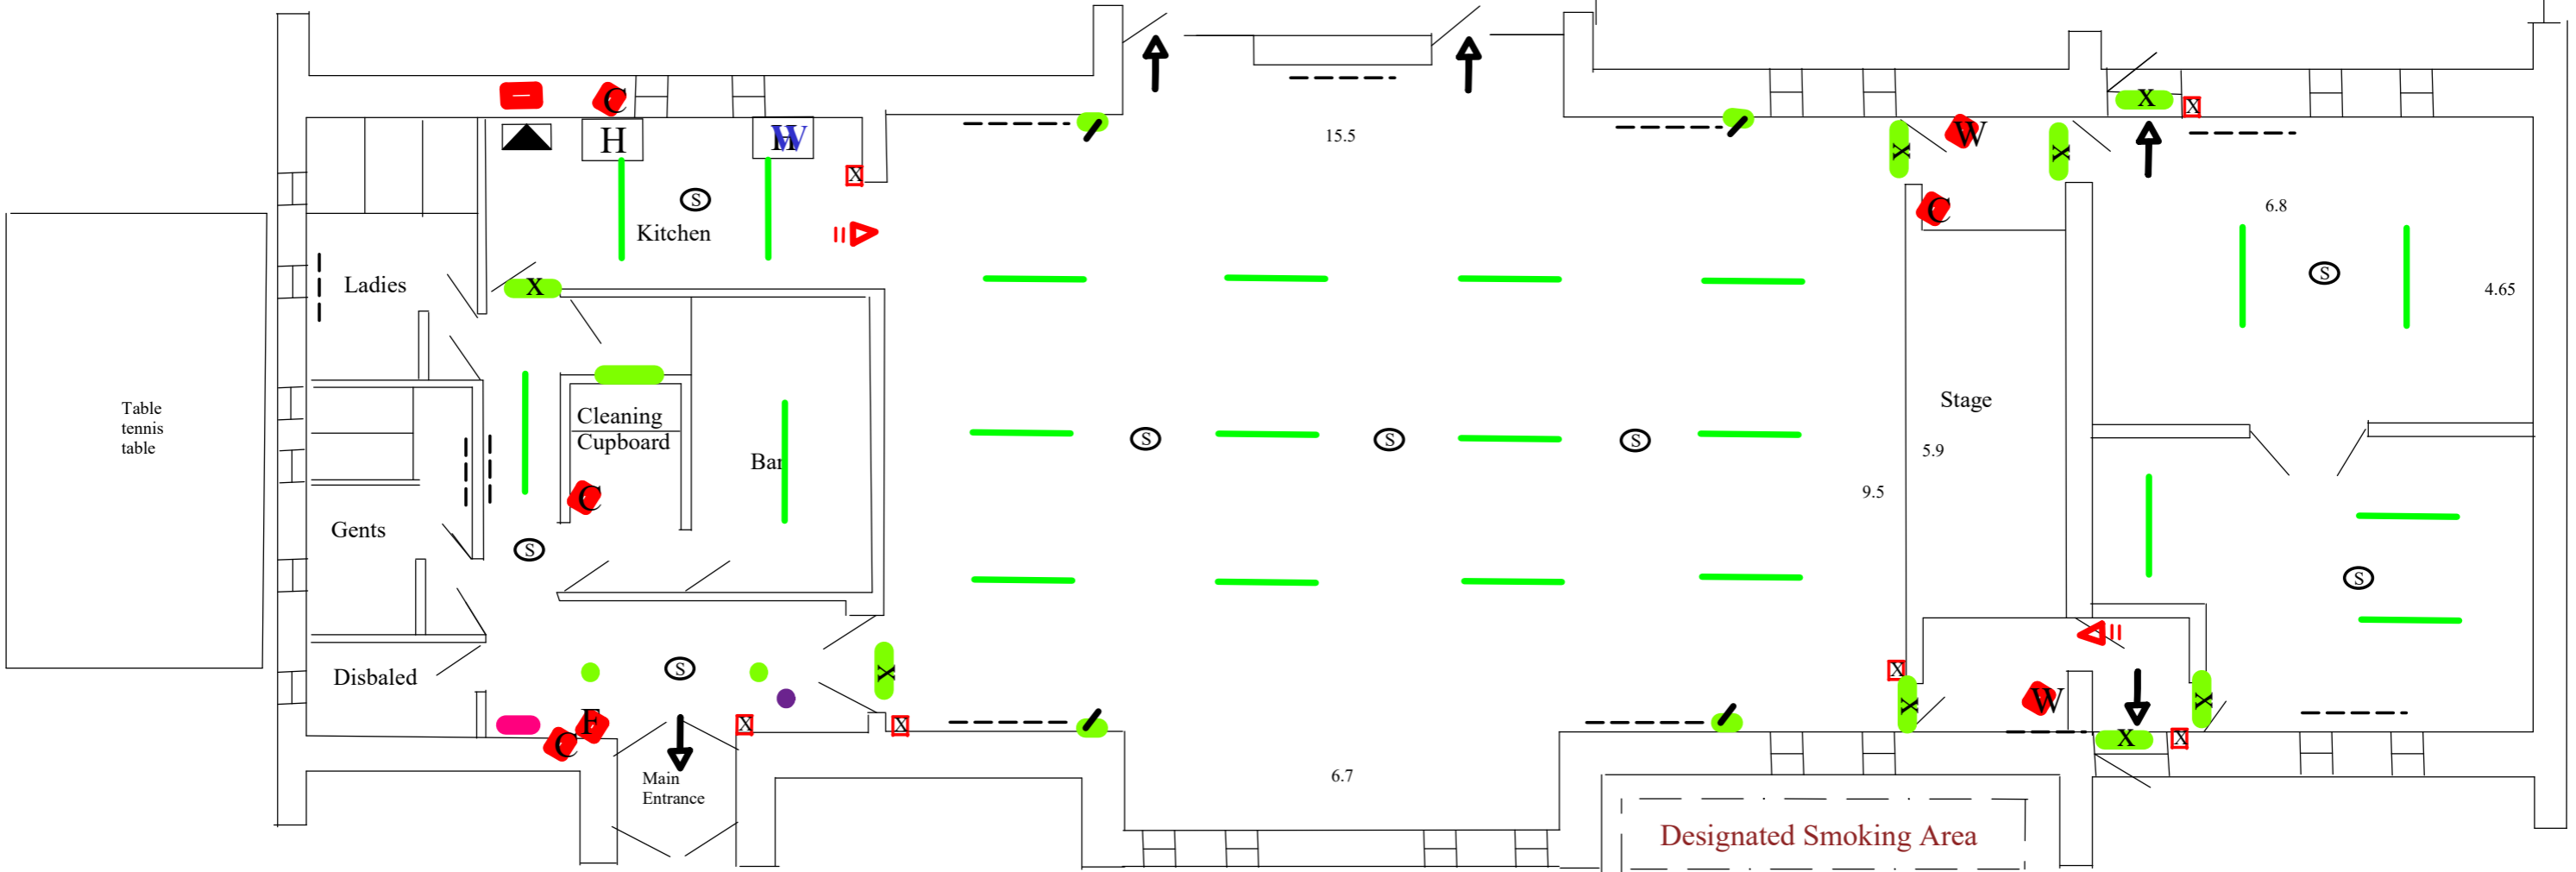 C
X
H
W
X
W
X
X
X
15.5
S
Kitchen
6.8
C
S
4.65
Ladies
X
Table
tennis
table
Cleaning
Cupboard
Bar
Stage
5.9
9.5
S
S
S
C
Gents
S
S
Disbaled
S
X
X
X
F
C
X
X
W
X
X
X
Main
Entrance
6.7
Designated Smoking Area